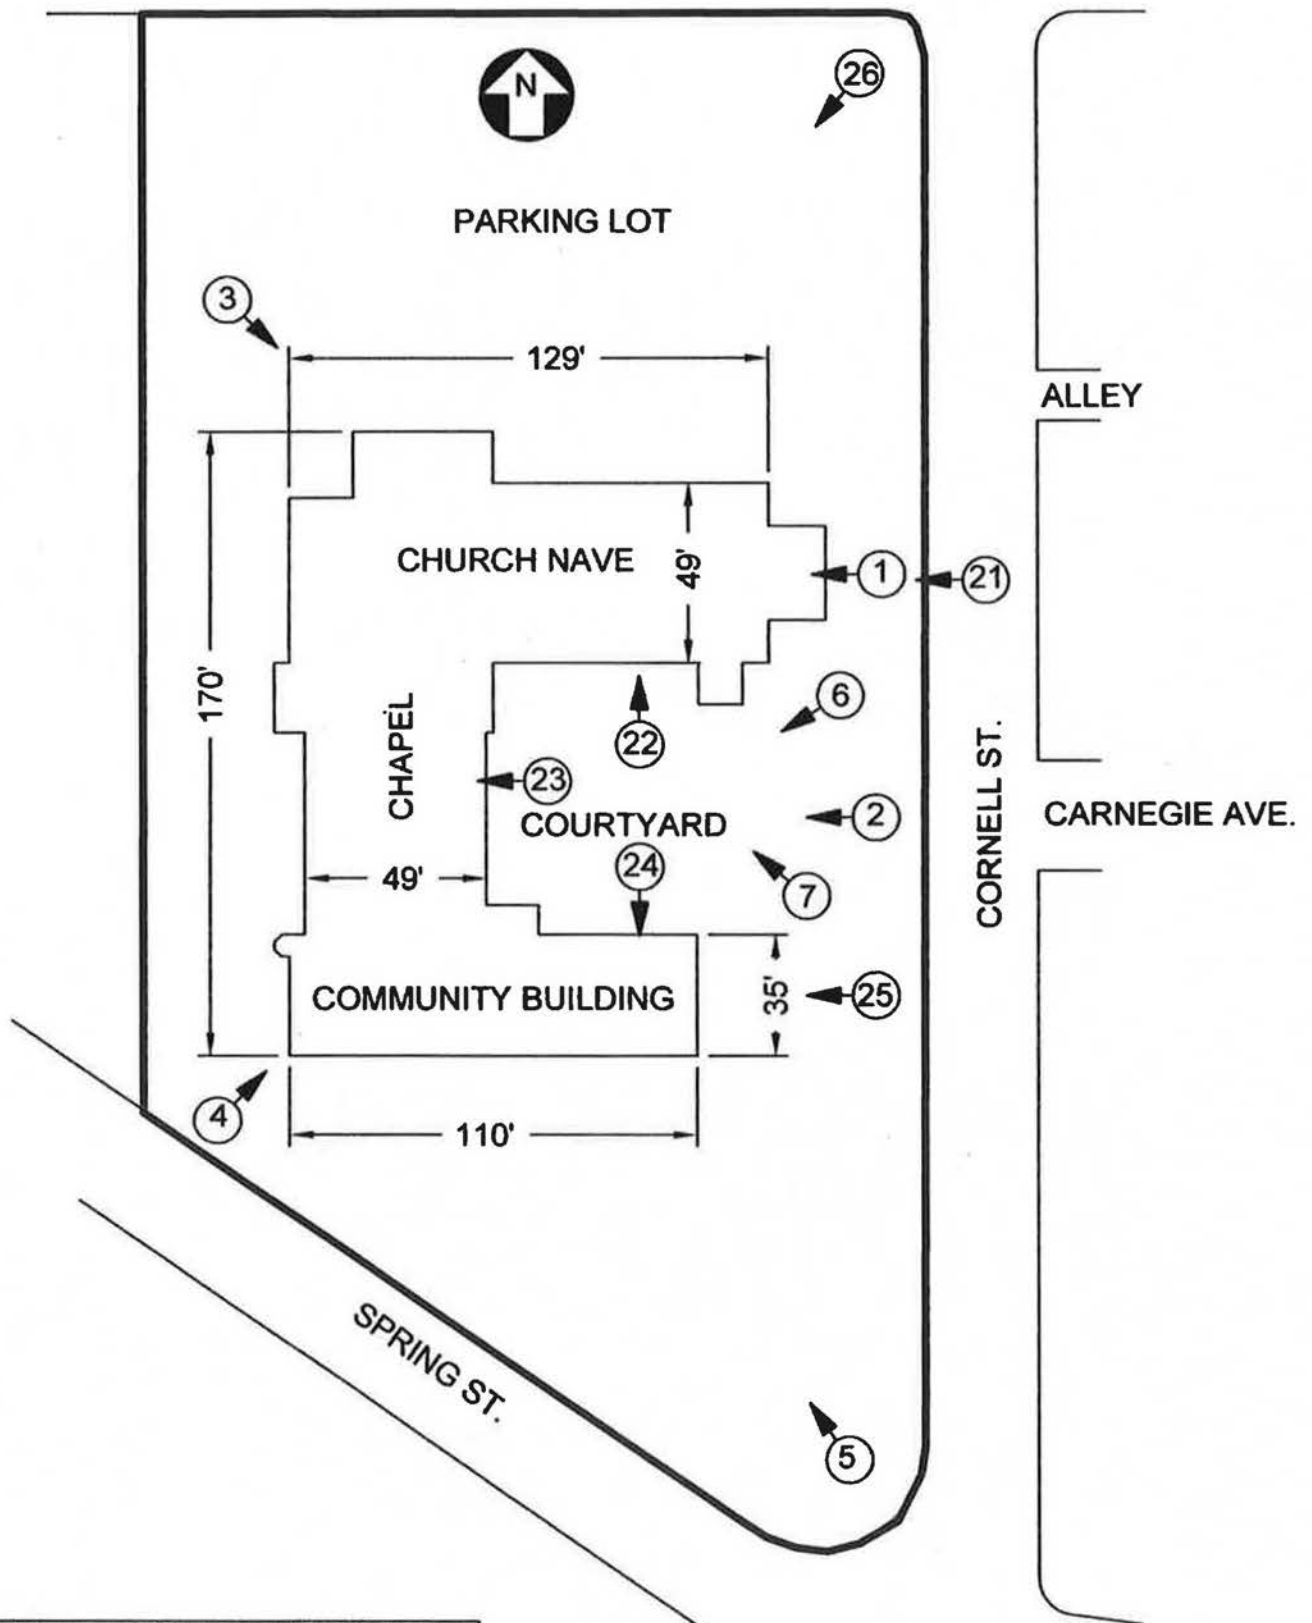 N
26
PARKING LOT
3
129'
ALLEY
CHURCH NAVE
49'
1
21
170'
CHAPEL
6
22
23
CORNELL ST.
COURTYARD
2
CARNEGIE AVE.
24
49'
7
COMMUNITY BUILDING
35'
25
4
110'
SPRING ST.
5